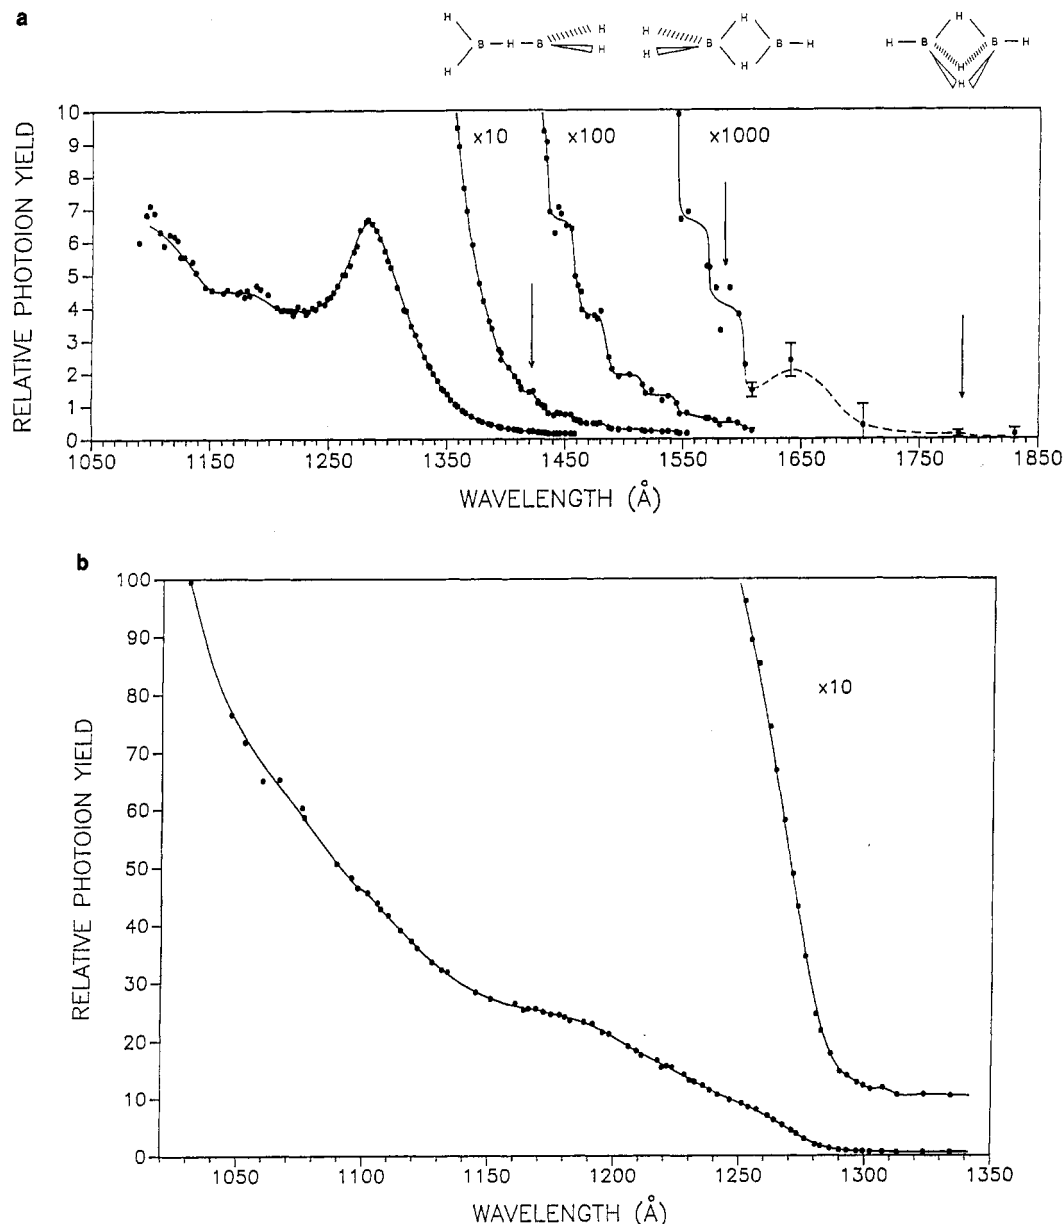 a
H
H
B
H
B
H
H
H
H
H
B
H
B
H
H
H
H
B
B
H
H
H
10
9
8
7
6
5
4
3
2
1
0
RELATIVE PHOTOION YIELD
x10
x100
x1000
1050
1150
1250
1350
1450
1550
1650
1750
1850
WAVELENGTH (Å)
b
100
90
80
70
60
50
40
30
20
10
0
RELATIVE PHOTOION YIELD
x10
1050
1100
1150
1200
1250
1300
1350
WAVELENGTH (Å)